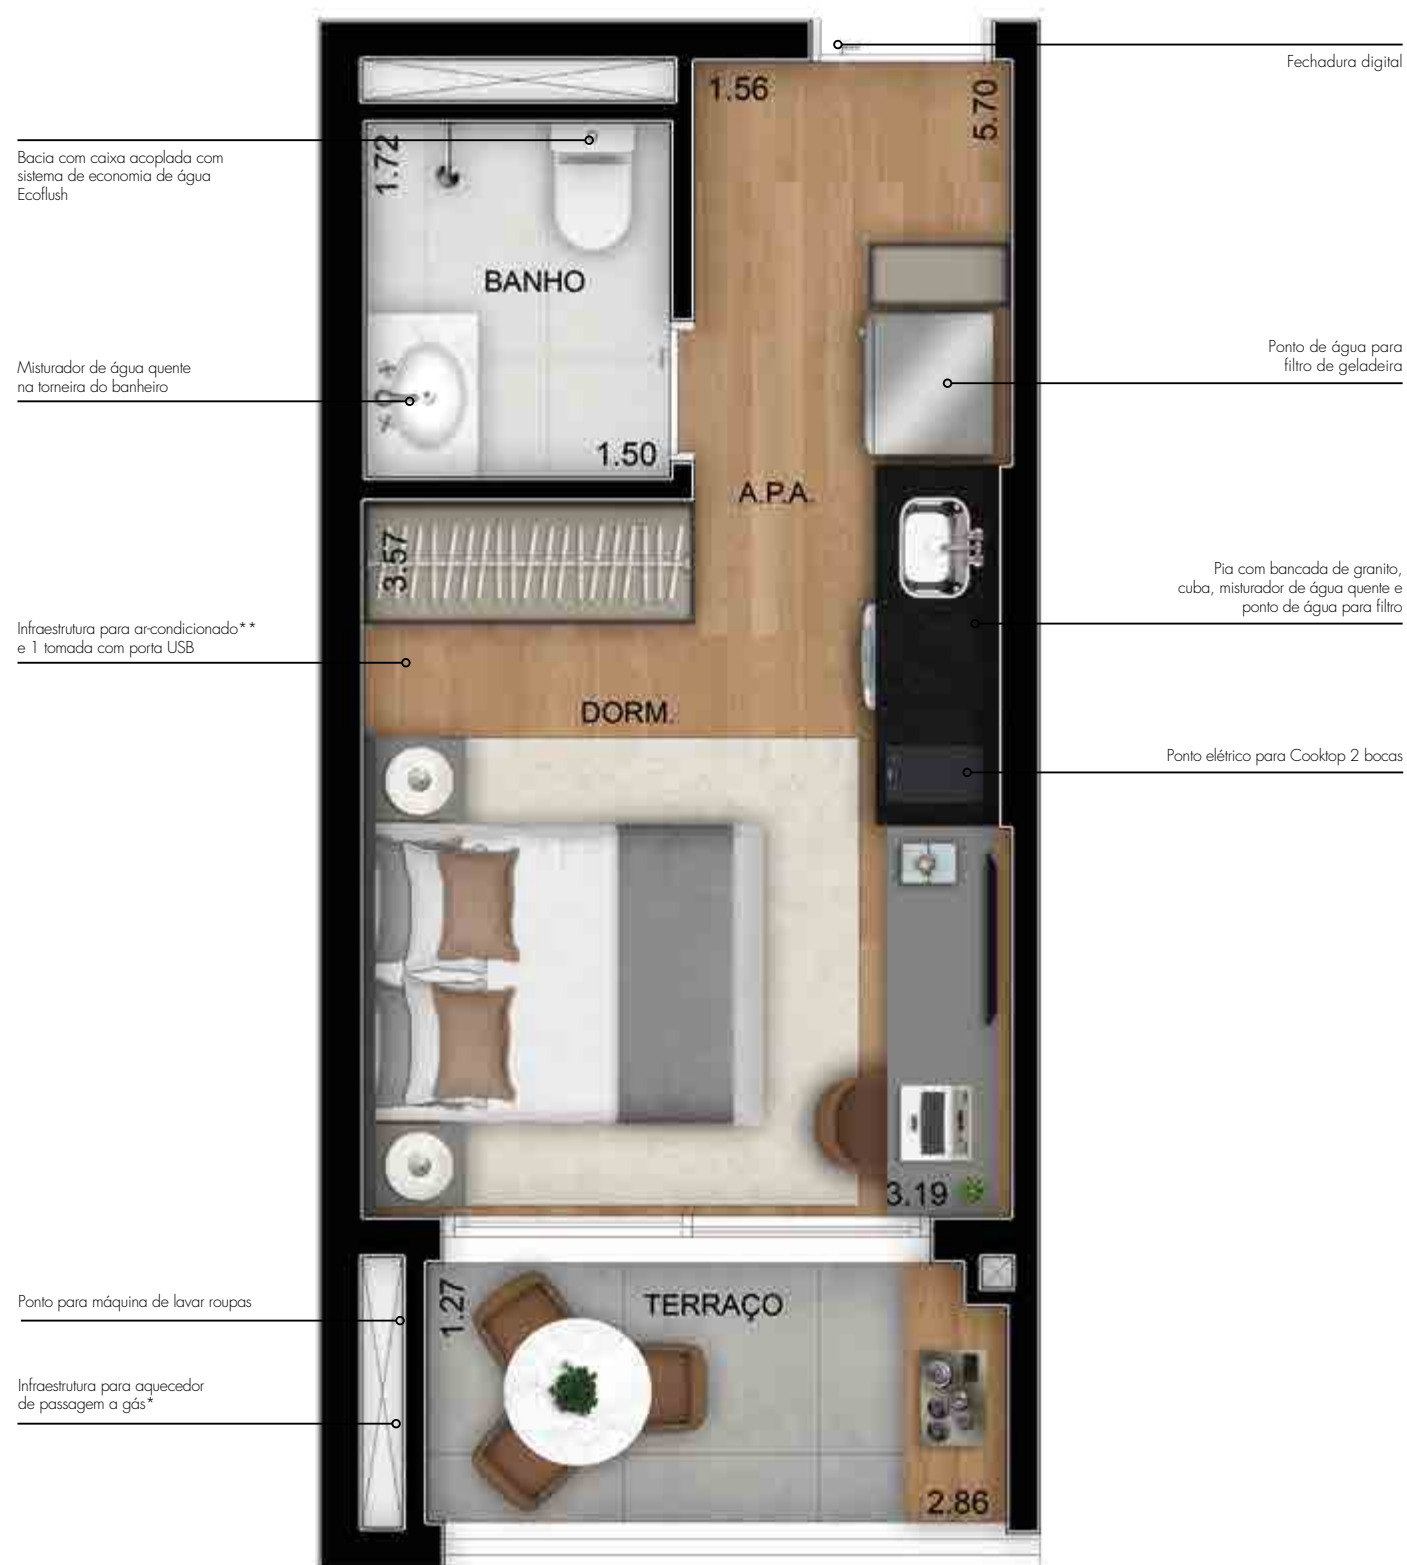 Fechadura digital
1.56
5.70
Bacia com caixa acoplada com
sistema de economia de água
Ecoflush
1.72
BANHO
Misturador de água quente
na torneira do banheiro
1.50
Ponto de água para
filtro de geladeira
A.P.A.
3.57
Pia com bancada de granito,
cuba, misturador de água quente e
ponto de água para filtro
Infraestrutura para ar-condicionado**
e 1 tomada com porta USB
DORM.
Ponto elétrico para Cooktop 2 bocas
3.19
Ponto para máquina de lavar roupas
1.27
TERRAÇO
Infraestrutura para aquecedor
de passagem a gás*
2.86